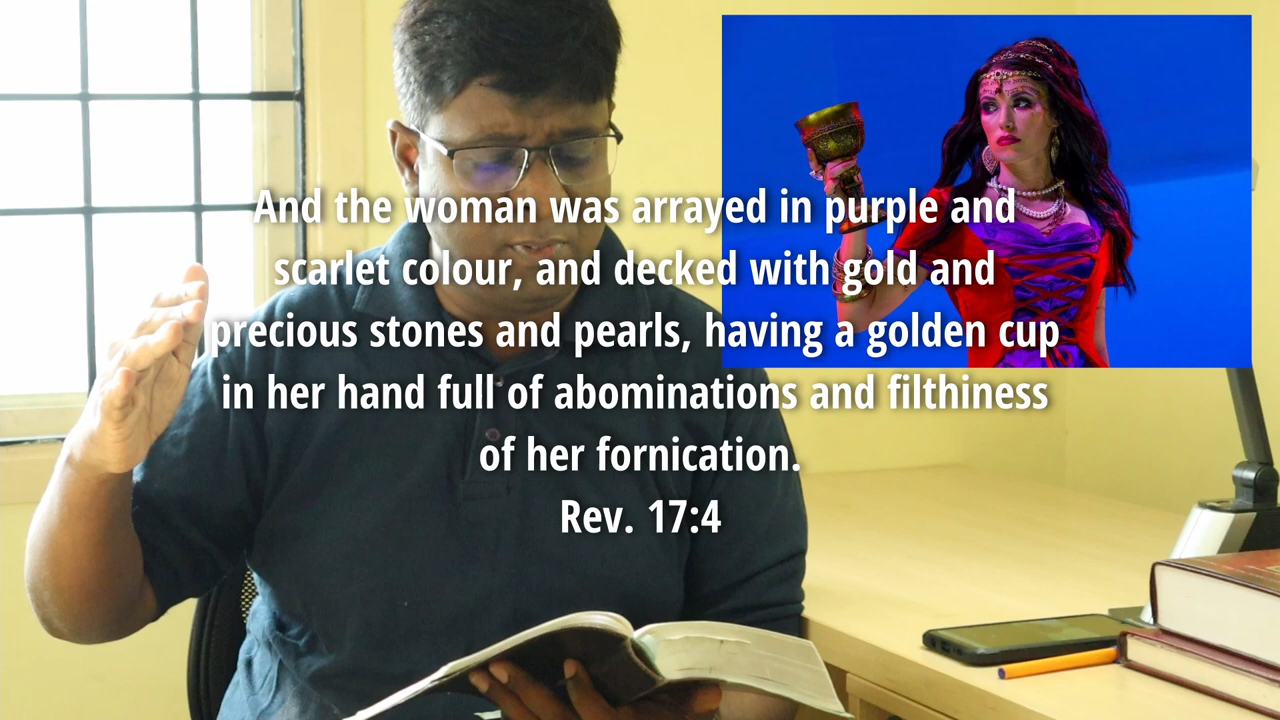 And the woman was arrayed in purple and
scarlet colour, and decked with gold and
precious stones and pearls, having a golden cup
in her hand full of abominations and filthiness
of her fornication.
Rev. 17:4